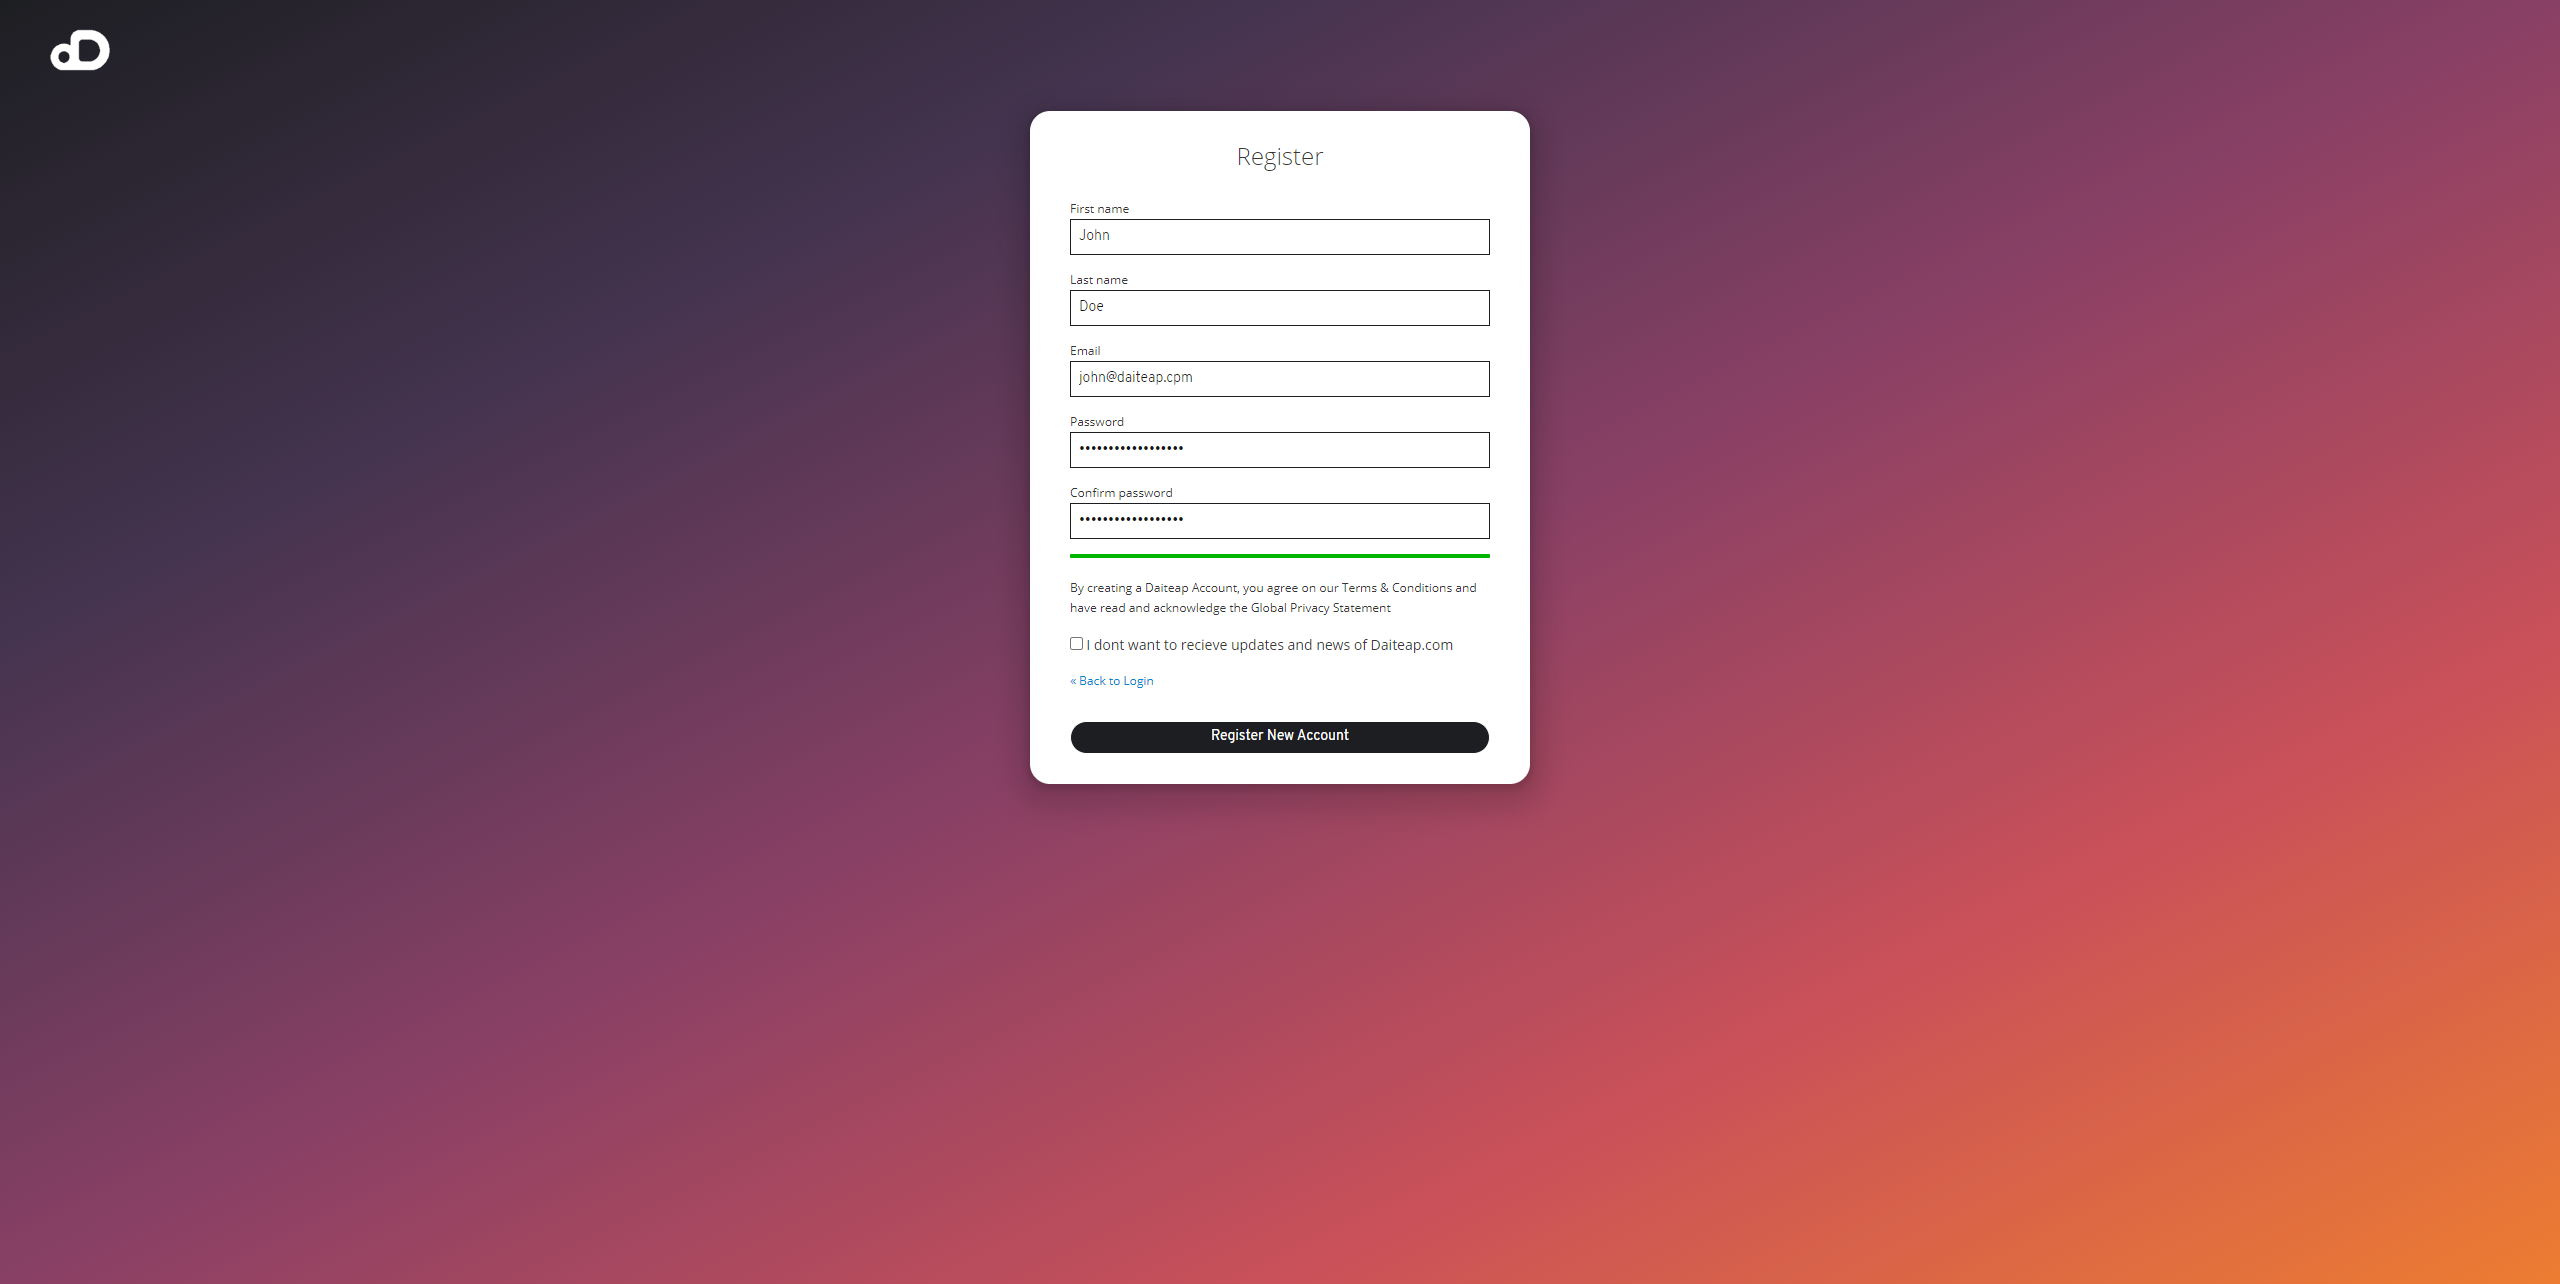 dD
Register
First name
John
Last name
Doe
Email
john@daiteap.cpm
Password
••••••••••••••••••
Confirm password
••••••••••••••••••
By creating a Daiteap Account, you agree on our Terms & Conditions and
have read and acknowledge the Global Privacy Statement
I dont want to recieve updates and news of Daiteap.com
« Back to Login
Register New Account